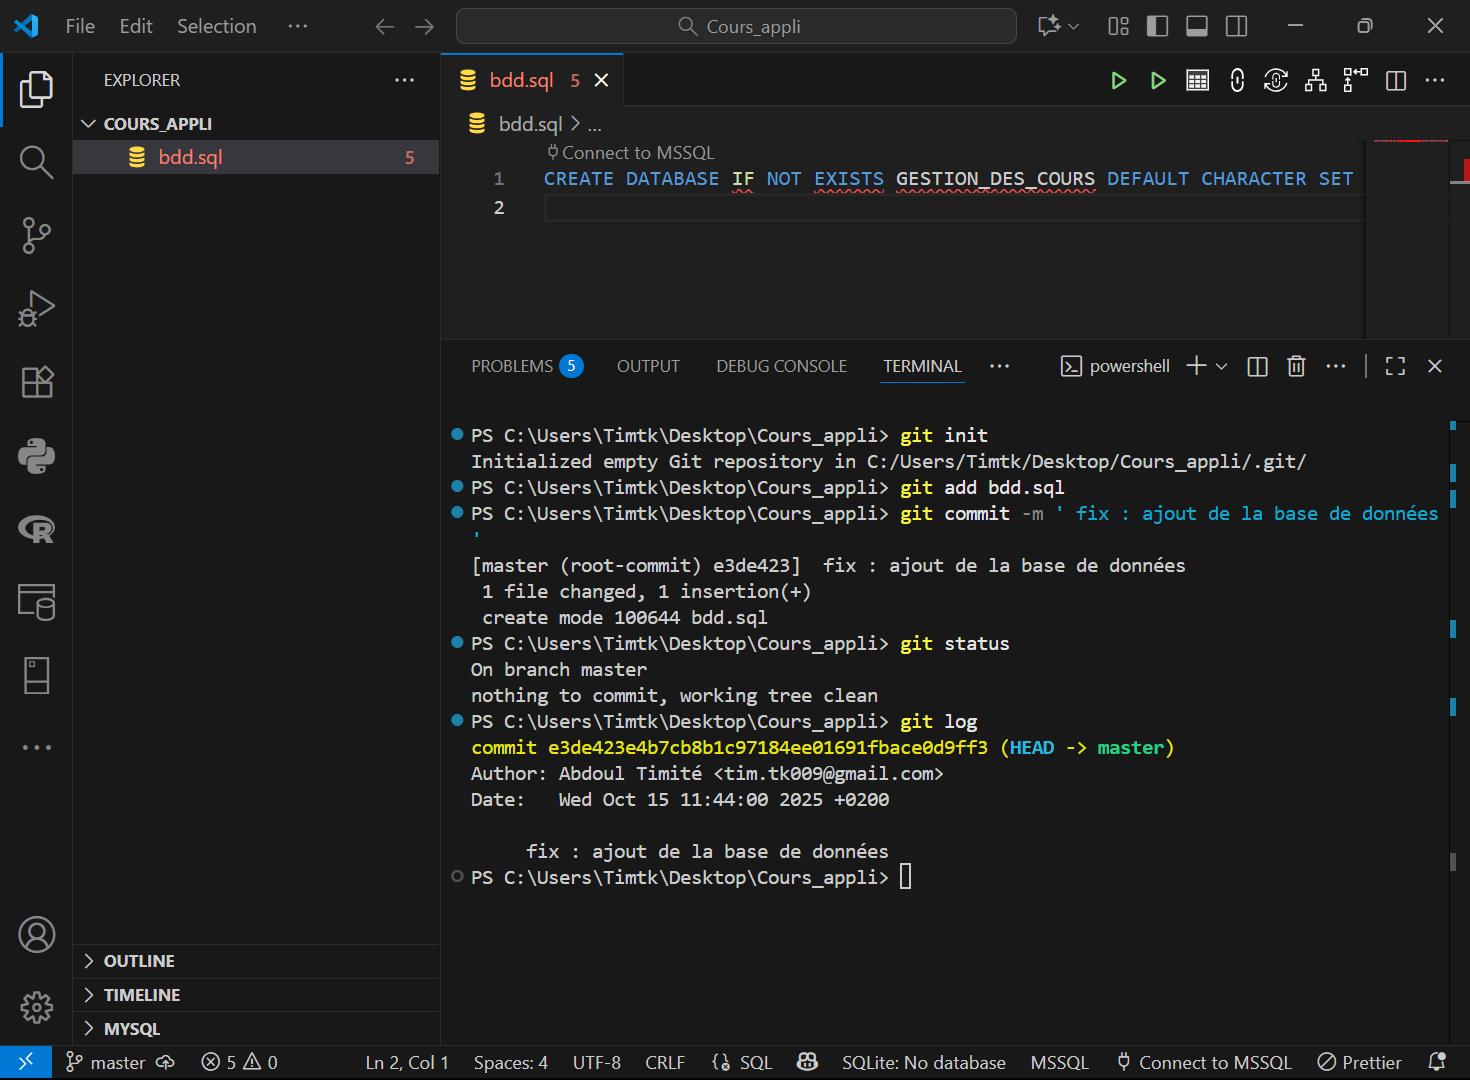 File Edit Selection ··· Cours_appli
EXPLORER ···
COURS_APPLI
bdd.sql 5
bdd.sql 5
bdd.sql > ...
Connect to MSSQL
1 CREATE DATABASE IF NOT EXISTS GESTION_DES_COURS DEFAULT CHARACTER SET
2
PROBLEMS 5 OUTPUT DEBUG CONSOLE TERMINAL ··· powershell
PS C:\Users\Timtk\Desktop\Cours_appli> git init
Initialized empty Git repository in C:/Users/Timtk/Desktop/Cours_appli/.git/
PS C:\Users\Timtk\Desktop\Cours_appli> git add bdd.sql
PS C:\Users\Timtk\Desktop\Cours_appli> git commit -m ' fix : ajout de la base de données
'
[master (root-commit) e3de423]  fix : ajout de la base de données
 1 file changed, 1 insertion(+)
 create mode 100644 bdd.sql
PS C:\Users\Timtk\Desktop\Cours_appli> git status
On branch master
nothing to commit, working tree clean
PS C:\Users\Timtk\Desktop\Cours_appli> git log
commit e3de423e4b7cb8b1c97184ee01691fbace0d9ff3 (HEAD -> master)
Author: Abdoul Timité <tim.tk009@gmail.com>
Date:   Wed Oct 15 11:44:00 2025 +0200
fix : ajout de la base de données
PS C:\Users\Timtk\Desktop\Cours_appli>
OUTLINE
TIMELINE
MYSQL
master 5 0 Ln 2, Col 1 Spaces: 4 UTF-8 CRLF SQL SQLite: No database MSSQL Connect to MSSQL Prettier